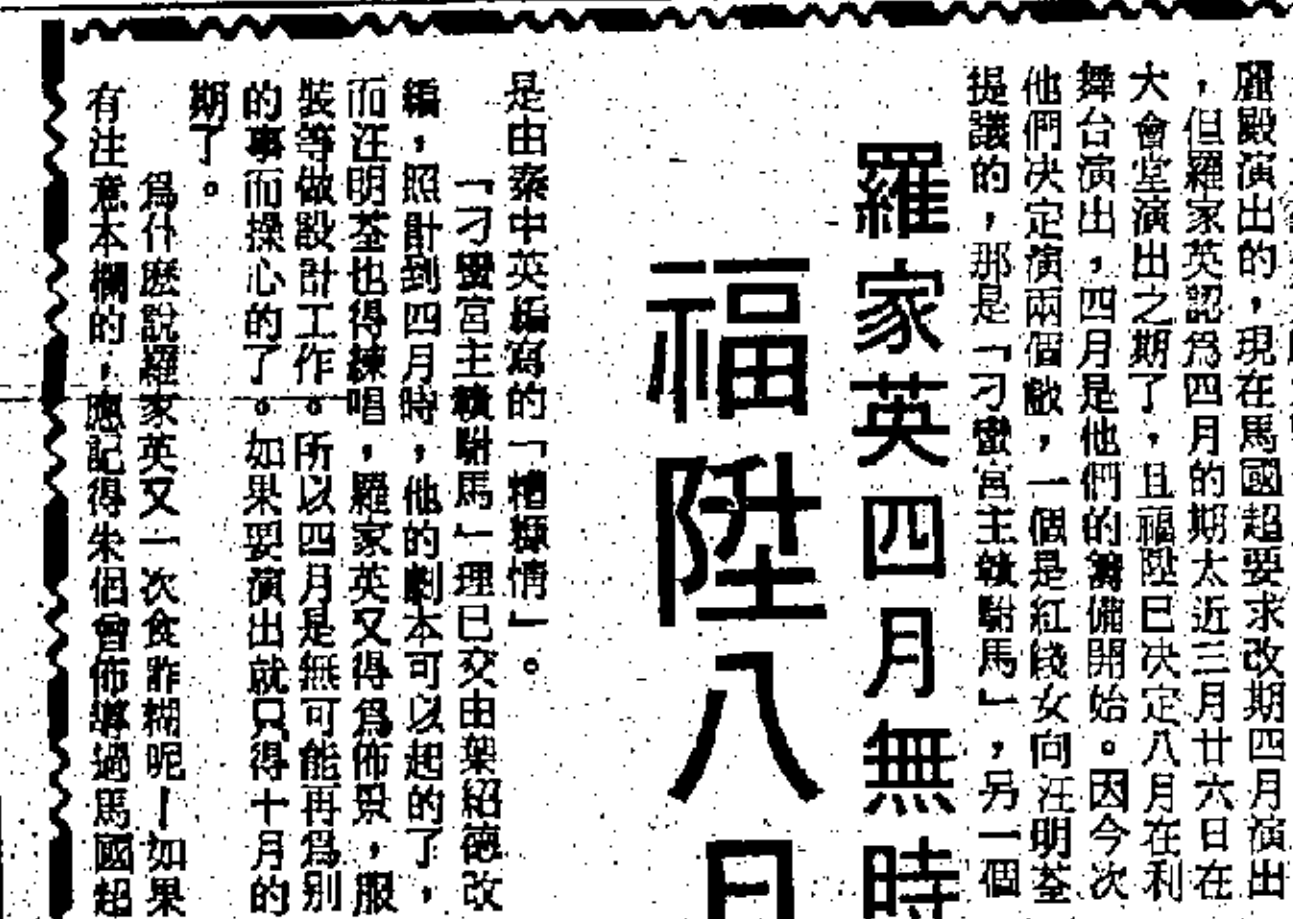 麗殿演出的，現在馬國超要求改期四月演出
，但羅家英認爲四月的期太近三月廿六日在
大會堂演出之期了，且福陞已决定八月在利
舞台演出，四月是他們的籌備開始。因今次
他們决定演兩個戲，一個是紅綫女向汪明荃
提議的，那是「刁蠻宮主戇駙馬」，另一個
羅家英四月無時
福陞八月
是由秦中英編寫的「糟糠情」。
「刁蠻宮主戇駙馬」理已交由葉紹德改
編，照計到四月時，他的劇本可以起的了，
而汪明荃也得練唱，羅家英又得爲佈景，服
裝等做設計工作。所以四月是無可能再爲別
的事而操心的了。如果要演出就只得十月的
期了。
爲什麽說羅家英又一次食詐糊呢！如果
有注意本欄的，應記得朱侶曾佈導過馬國超